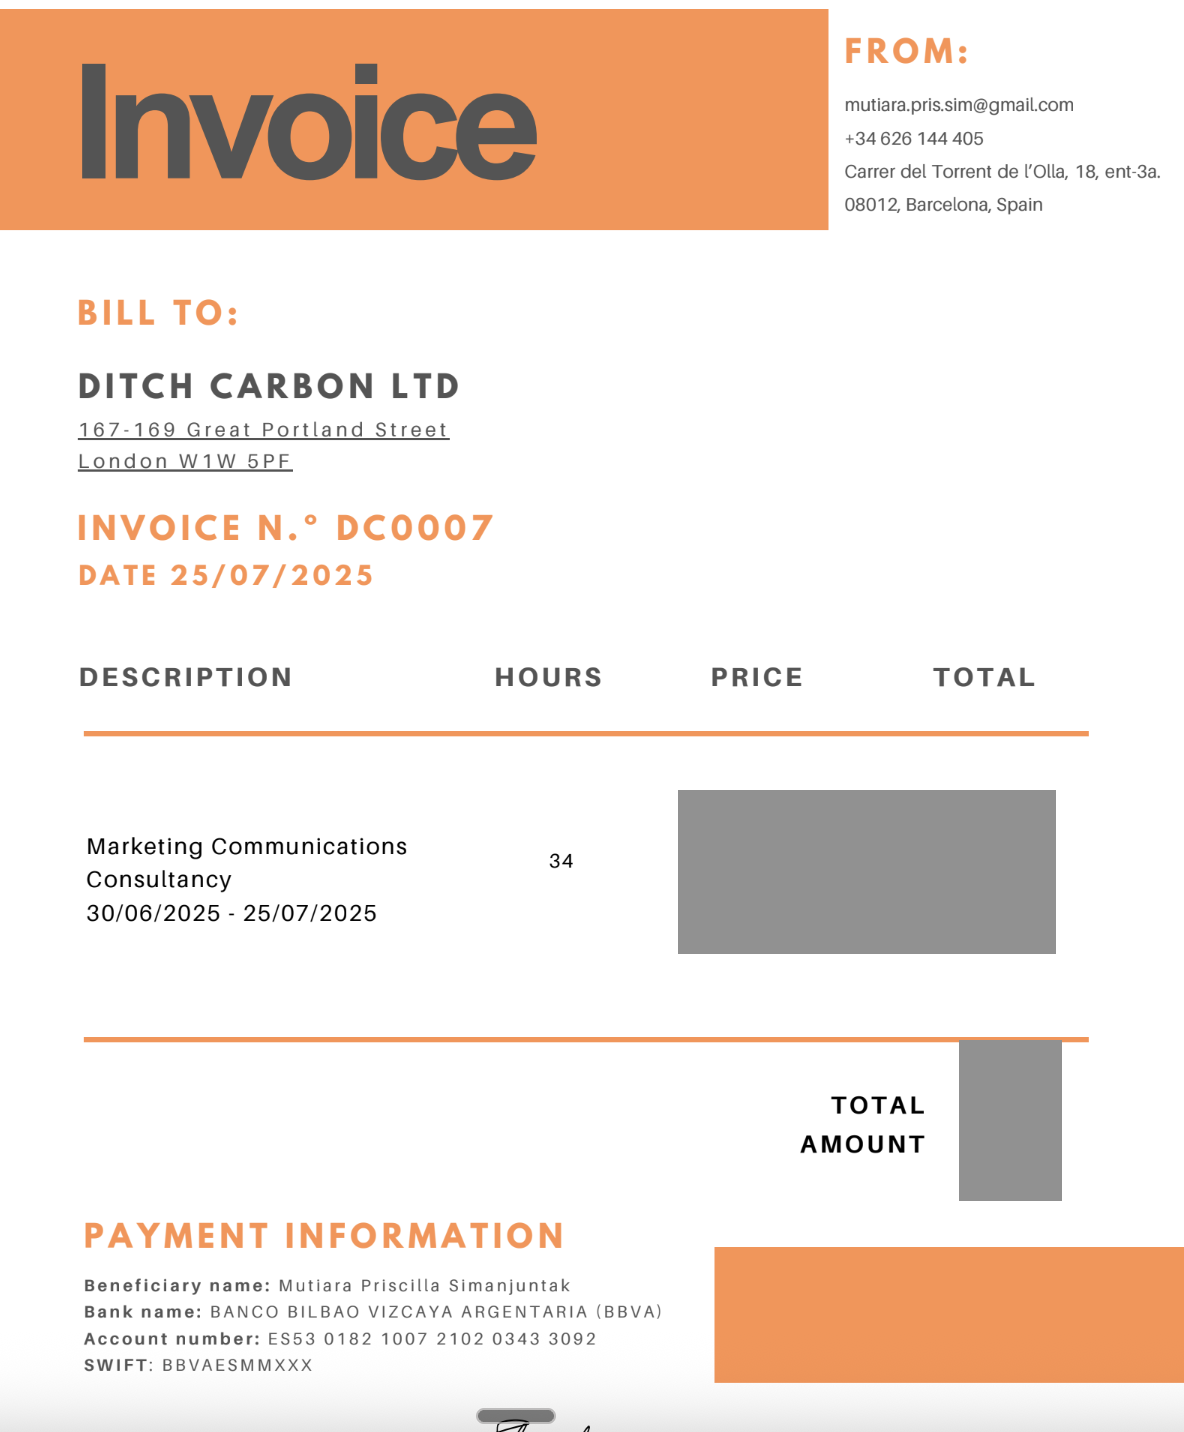 Invoice
FROM:
mutiara.pris.sim@gmail.com
+34 626 144 405
Carrer del Torrent de l’Olla, 18, ent-3a.
08012, Barcelona, Spain
BILL TO:
DITCH CARBON LTD
167-169 Great Portland Street
London W1W 5PF
INVOICE N.º DC0007
DATE 25/07/2025
DESCRIPTION HOURS PRICE TOTAL
Marketing Communications
Consultancy
30/06/2025 - 25/07/2025
34
TOTAL
AMOUNT
PAYMENT INFORMATION
Beneficiary name: Mutiara Priscilla Simanjuntak
Bank name: BANCO BILBAO VIZCAYA ARGENTARIA (BBVA)
Account number: ES53 0182 1007 2102 0343 3092
SWIFT: BBVAESMMXXX